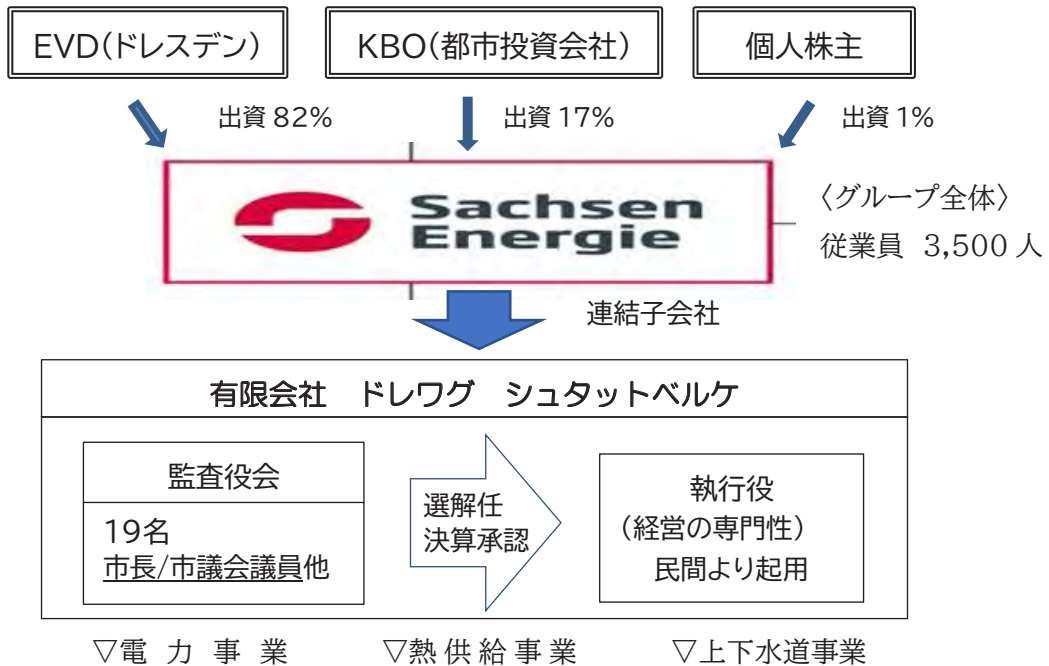 EVD(ドレスデン)
KBO(都市投資会社)
個人株主
出資 82%
出資 17%
出資 1%
Sachsen
Energie
〈グループ全体〉
従業員 3,500 人
連結子会社
有限会社 ドレワグ シュタットベルケ
監査役会
19名
市長/市議会議員他
選解任
決算承認
執行役
(経営の専門性)
民間より起用
▽電 力 事 業 ▽熱 供 給 事 業 ▽上下水道事業